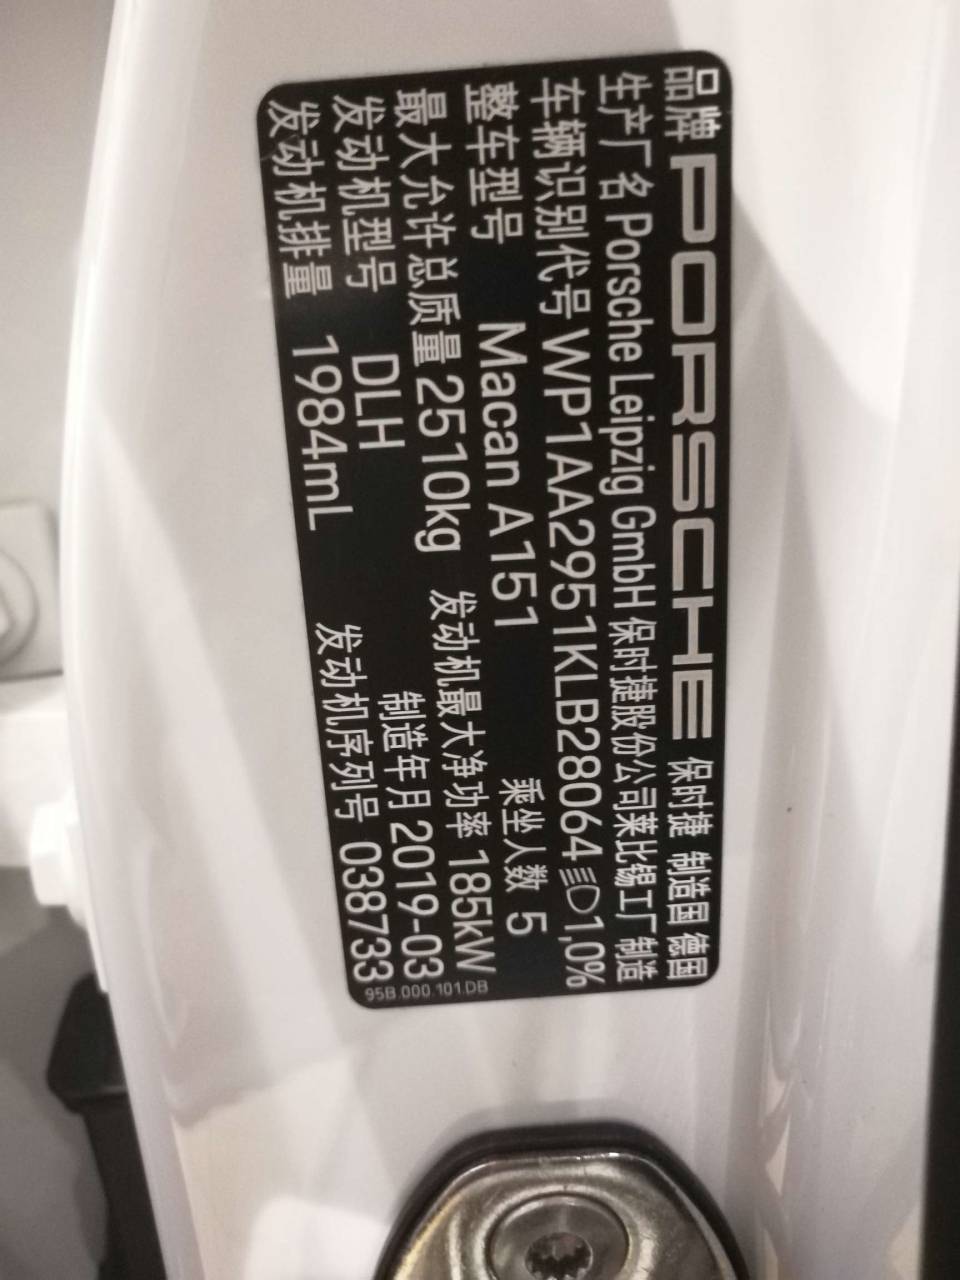 品牌 PORSCHE 保时捷 制造国 德国
生产厂名 Porsche Leipzig GmbH 保时捷股份公司莱比锡工厂制造
车辆识别代号 WP1AA2951KLB28064 1,0%
整车型号 Macan A151 乘坐人数 5
最大允许总质量 2510kg 发动机最大净功率 185kW
发动机型号 DLH 制造年月 2019-03
发动机排量 1984mL 发动机序列号 038733
95B.000.101.DB